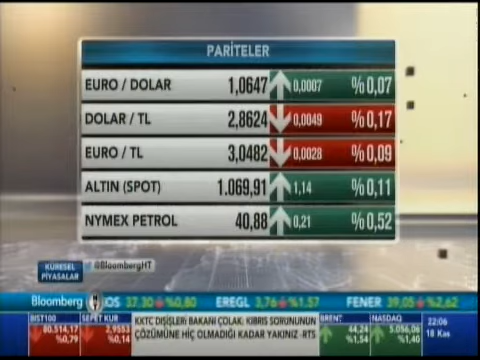 PARİTELER
EURO / DOLAR 1,0647 0,0007 %0,07
DOLAR / TL 2,8624 0,0049 %0,17
EURO / TL 3,0482 0,0028 %0,09
ALTIN (SPOT) 1.069,91 1,14 %0,11
NYMEX PETROL 40,88 0,21 %0,52
KÜRESEL
PİYASALAR
@BloombergHT
Bloomberg HT OS 37,30 %0,80 EREGL 3,76 %1.57 FENER 39,05 %2,62
BIST100 SEPET KUR BRENT NASDAQ
80.514,17 2,9553 44,24 5.056,06
%0,79 %0,14 %1,54 %1,40
KKTC DIŞİŞLERİ BAKANI ÇOLAK: KIBRIS SORUNUNUN
ÇÖZÜMÜNE HİÇ OLMADIĞI KADAR YAKINIZ -RTS
22:06
18 Kas